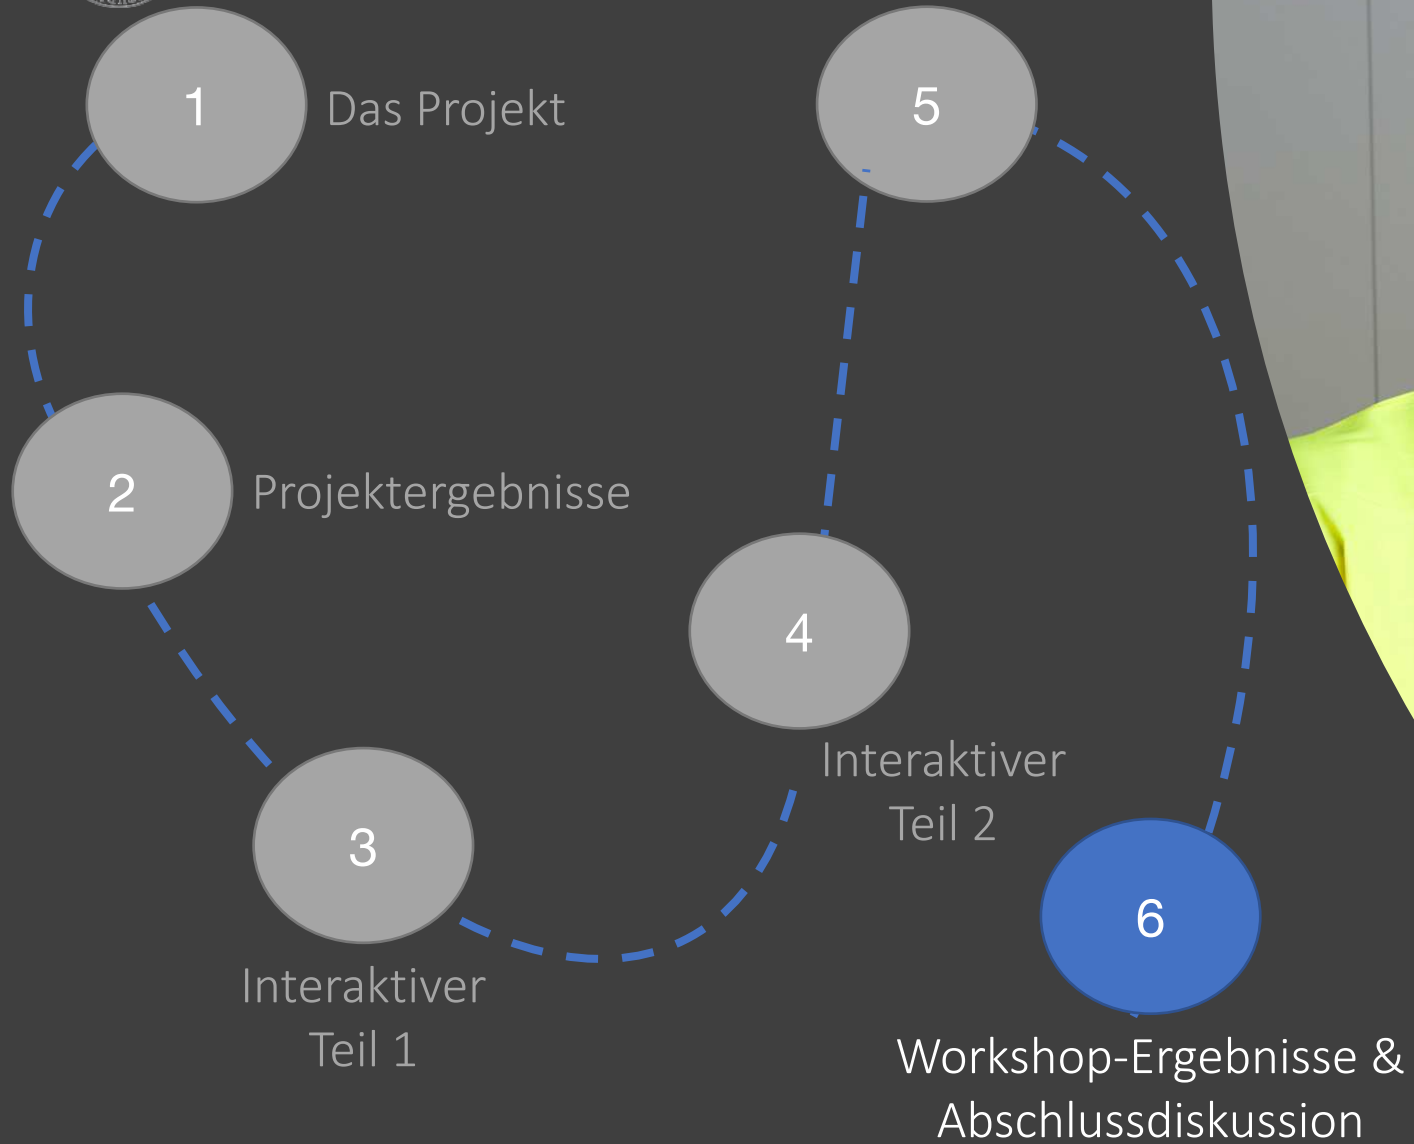 1
Das Projekt
2
Projektergebnisse
3
Interaktiver
Teil 1
4
Interaktiver
Teil 2
5
6
Workshop-Ergebnisse &
Abschlussdiskussion